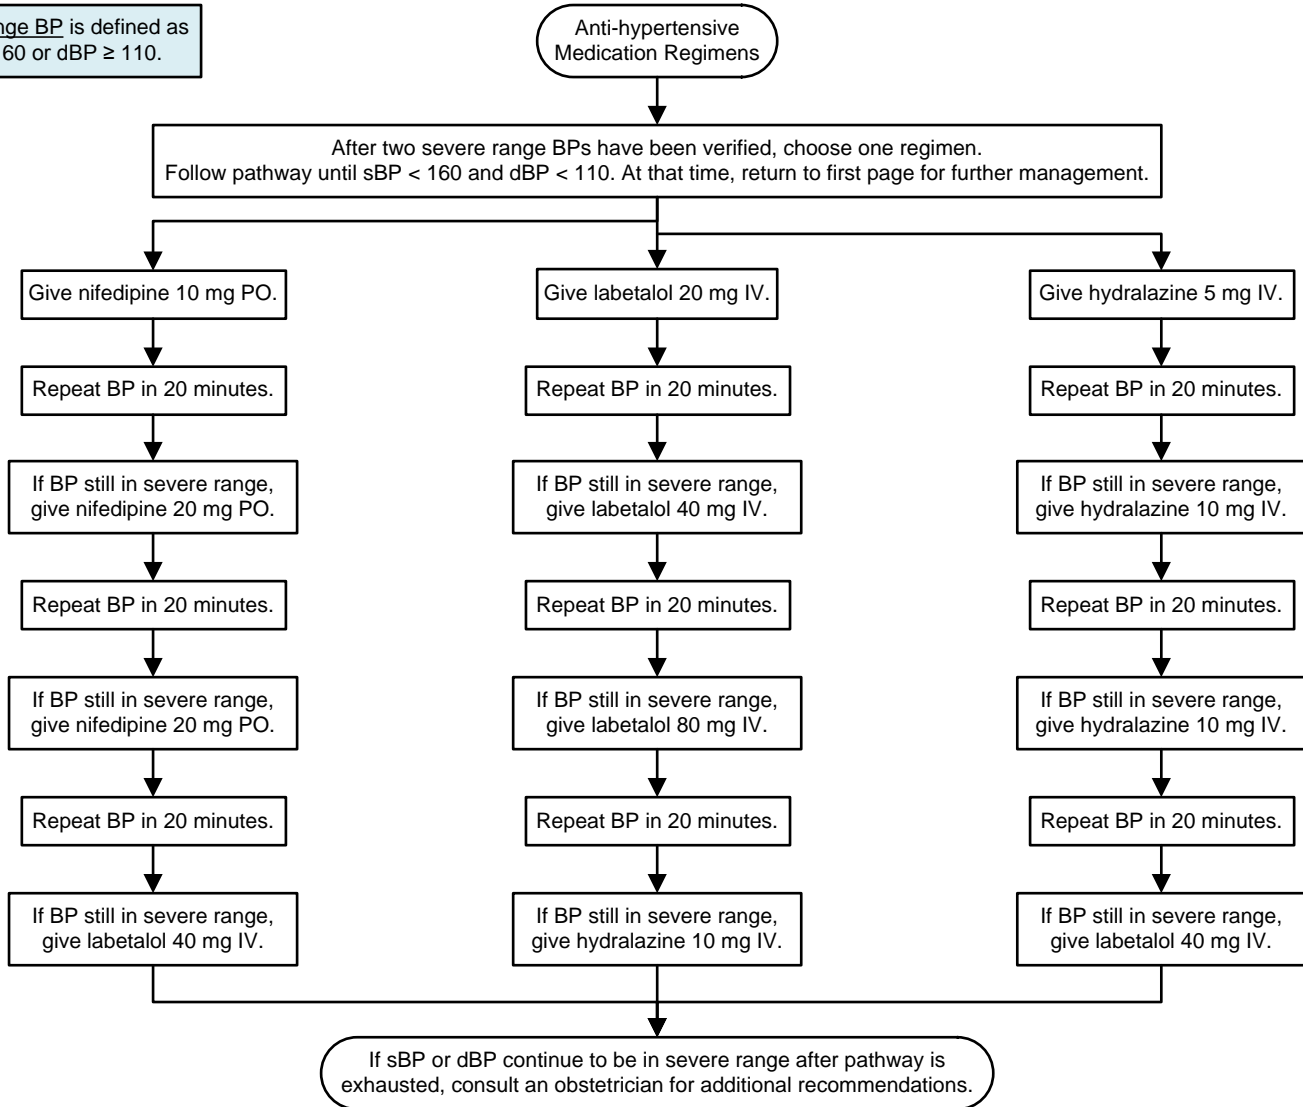 BP is defined as
60 or dBP ≥ 110.
Anti-hypertensive
Medication Regimens
After two severe range BPs have been verified, choose one regimen.
Follow pathway until sBP < 160 and dBP < 110. At that time, return to first page for further management.
Give nifedipine 10 mg PO.
Give labetalol 20 mg IV.
Give hydralazine 5 mg IV.
Repeat BP in 20 minutes.
Repeat BP in 20 minutes.
Repeat BP in 20 minutes.
If BP still in severe range,
give nifedipine 20 mg PO.
If BP still in severe range,
give labetalol 40 mg IV.
If BP still in severe range,
give hydralazine 10 mg IV.
Repeat BP in 20 minutes.
Repeat BP in 20 minutes.
Repeat BP in 20 minutes.
If BP still in severe range,
give nifedipine 20 mg PO.
If BP still in severe range,
give labetalol 80 mg IV.
If BP still in severe range,
give hydralazine 10 mg IV.
Repeat BP in 20 minutes.
Repeat BP in 20 minutes.
Repeat BP in 20 minutes.
If BP still in severe range,
give labetalol 40 mg IV.
If BP still in severe range,
give hydralazine 10 mg IV.
If BP still in severe range,
give labetalol 40 mg IV.
If sBP or dBP continue to be in severe range after pathway is
exhausted, consult an obstetrician for additional recommendations.